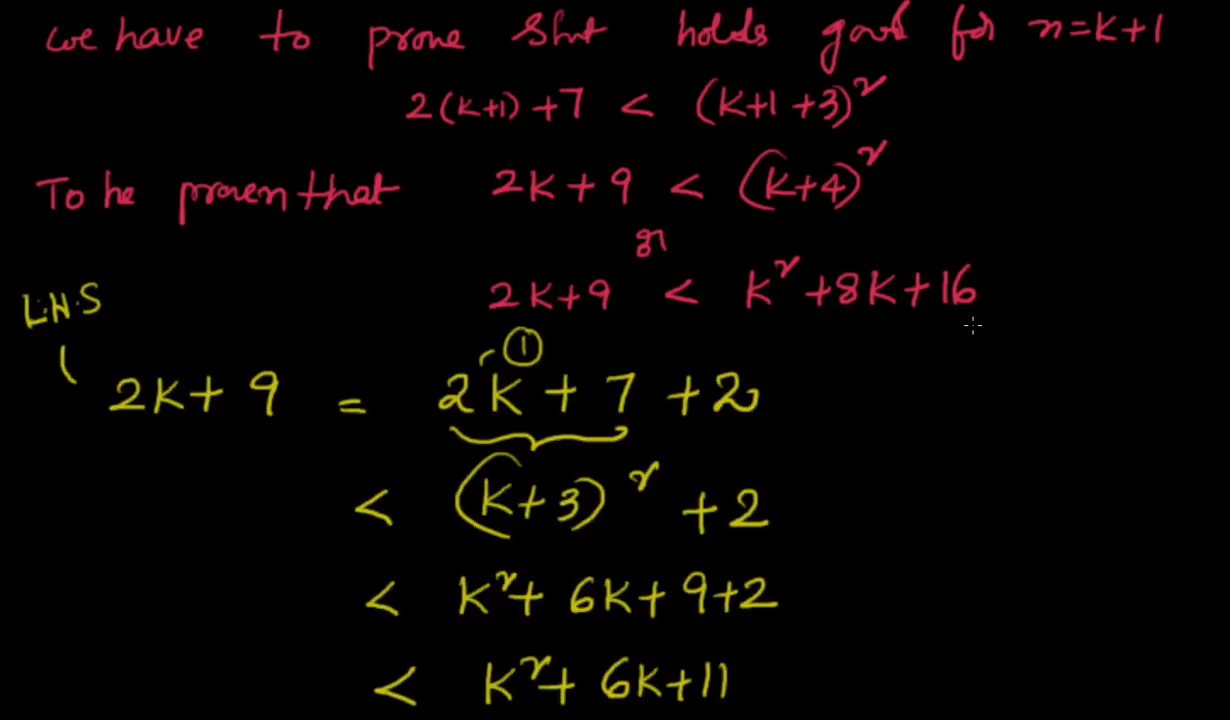 we have to prove Stmt holds good for n=K+1
2(K+1) +7 < (K+1 +3)²
To be proven that 2K + 9 < (K+4)²
or
2K+9 < K² +8K+16
L.H.S
①
2K+ 9 = 2K + 7 +2
< (K+3)² +2
< K²+ 6K+ 9+2
< K²+ 6K+11